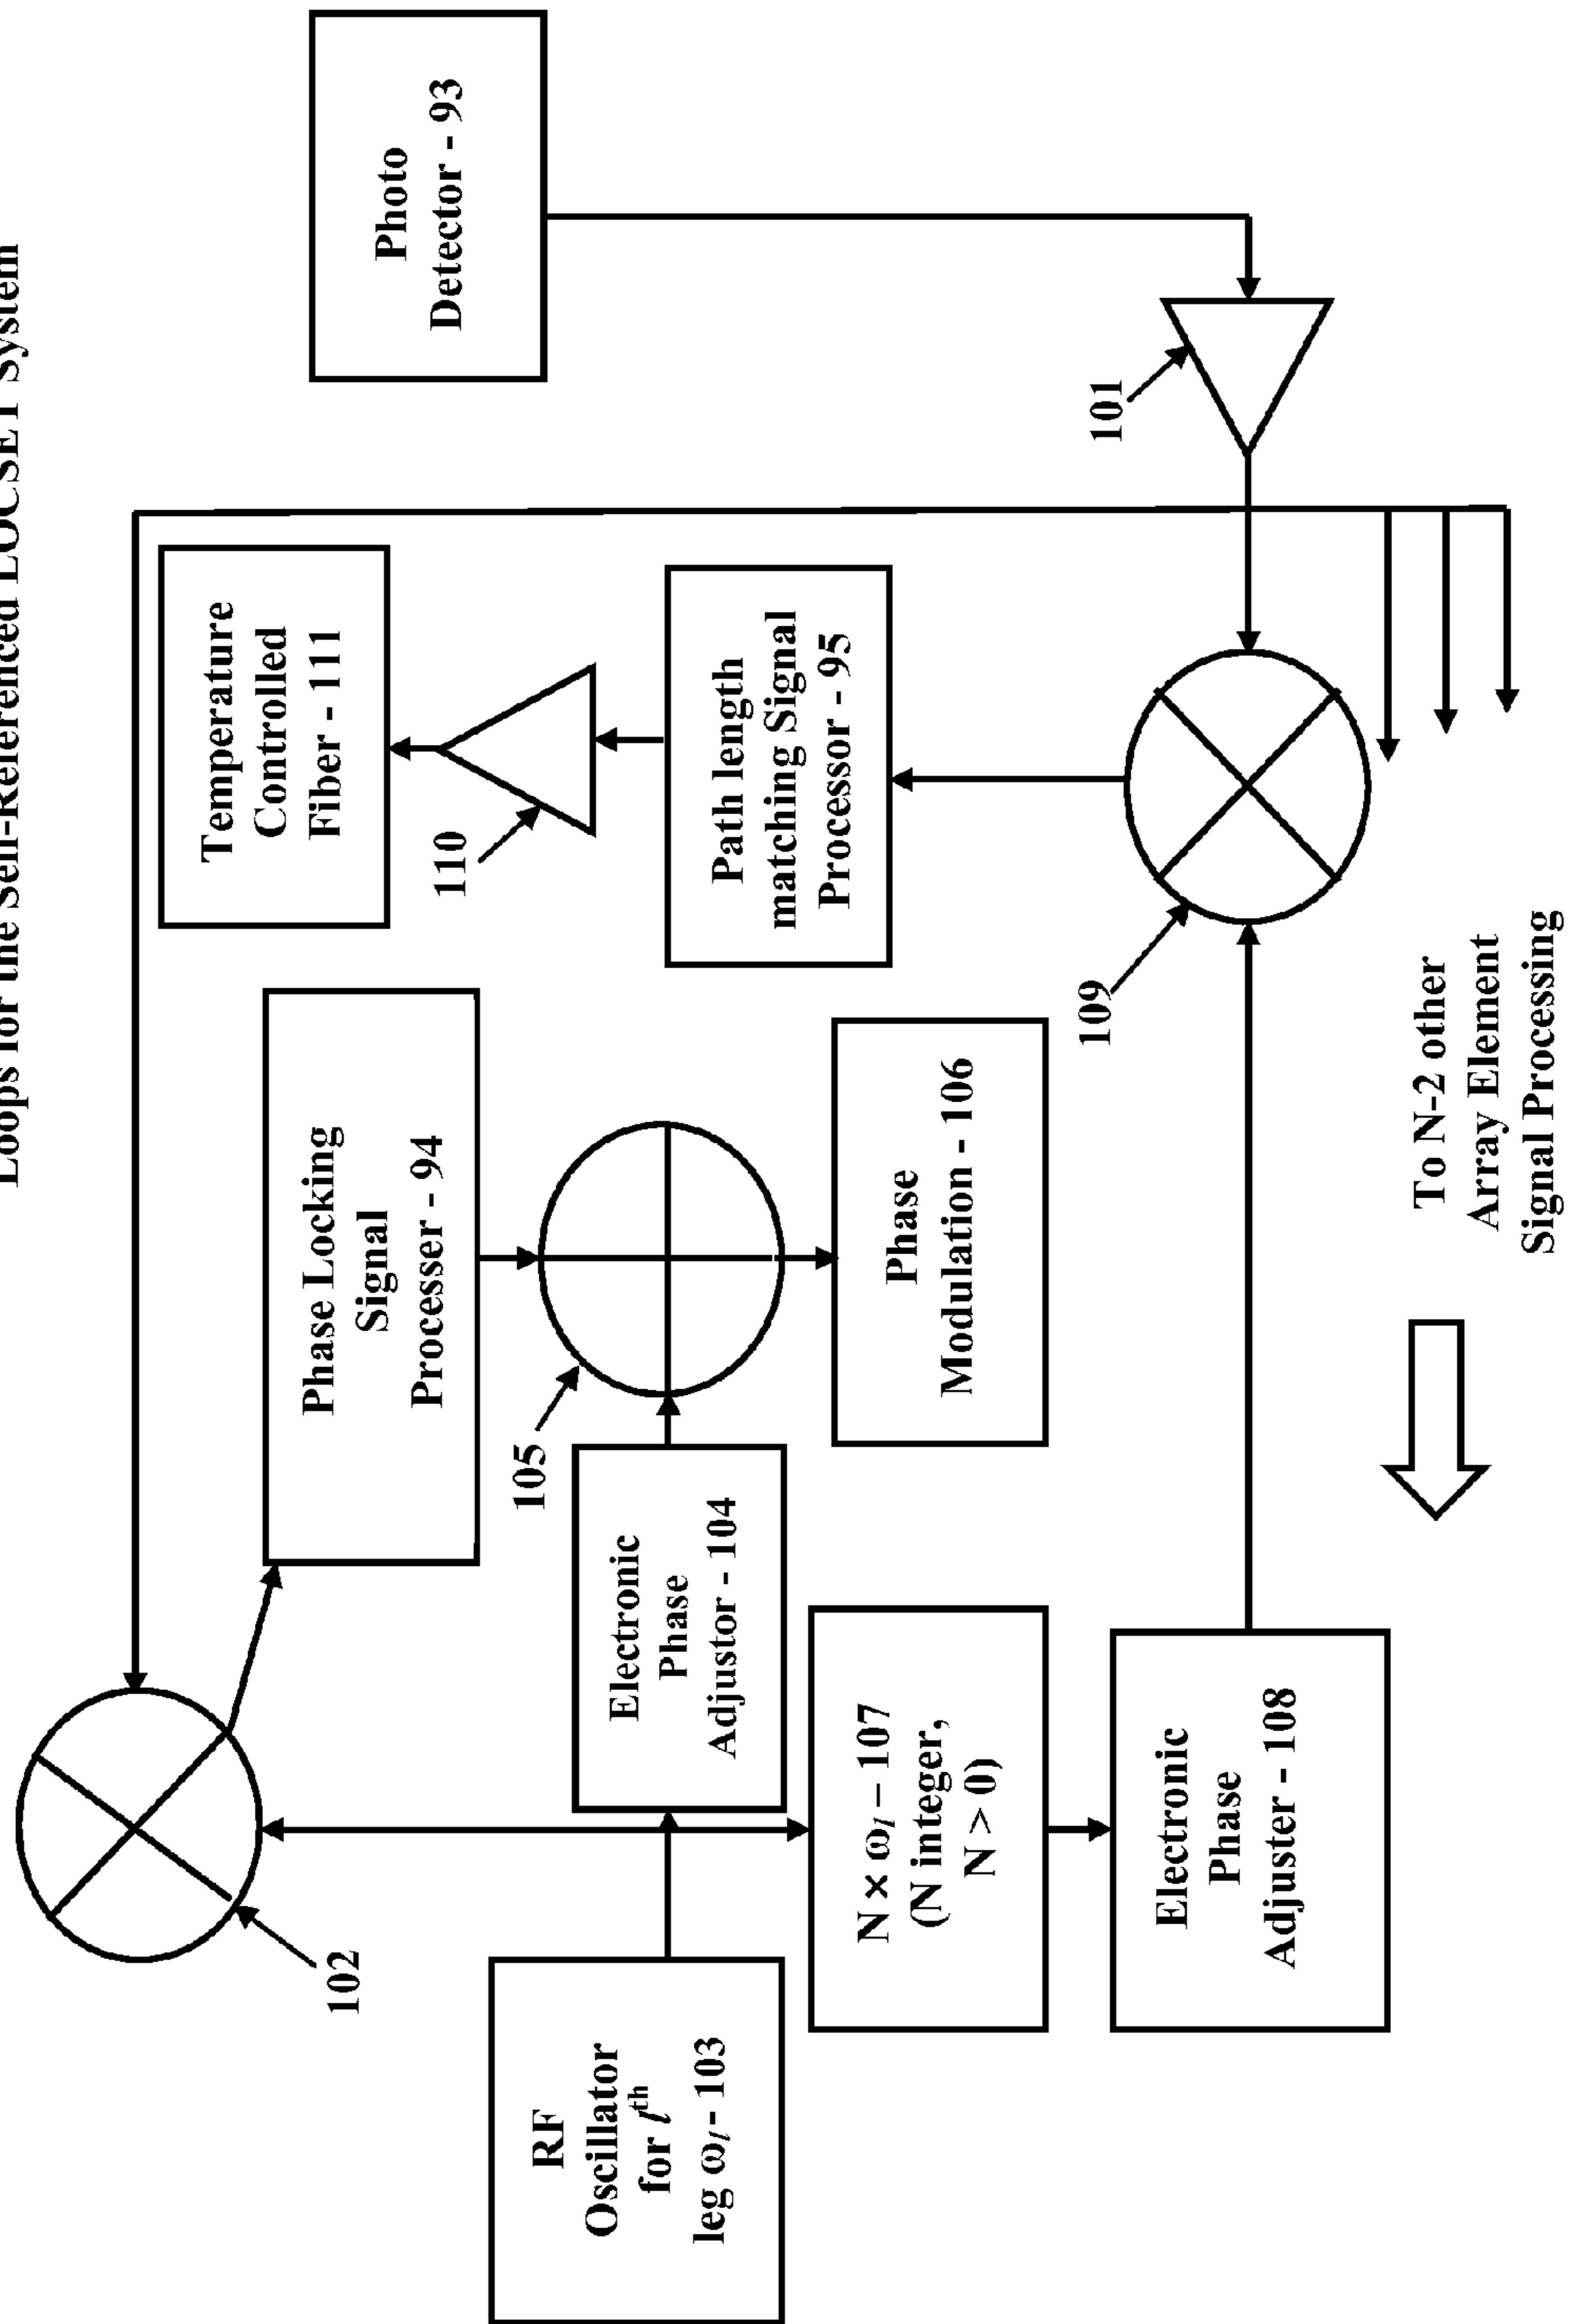 Loops for the Self-Referenced LOCSET System
Photo
Detector - 93
101
Temperature
Controlled
Fiber - 111
110
Path length
matching Signal
Processor - 95
109
Phase Locking
Signal
Processer - 94
105
Phase
Modulation - 106
To N-2 other
Array Element
Signal Processing
102
Electronic
Phase
Adjustor - 104
RF
Oscillator
for lᵗʰ
leg ωₗ - 103
N × ωₗ – 107
(N integer,
N > 0)
Electronic
Phase
Adjuster - 108